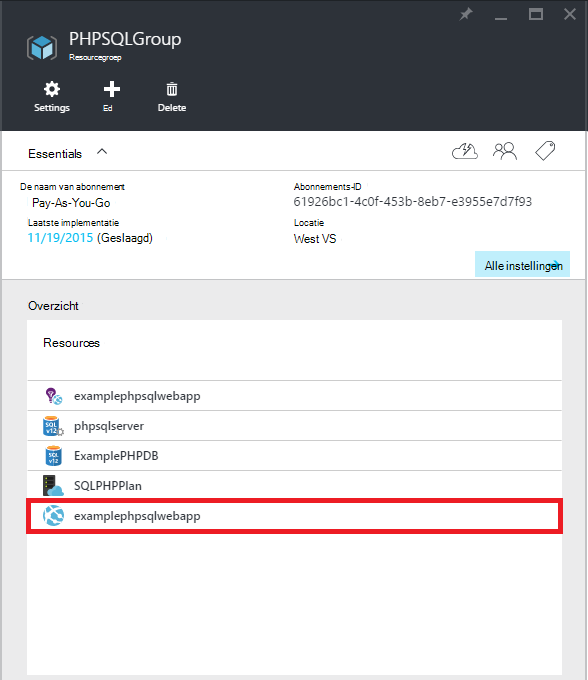 PHPSQLGroup
Resourcegroep
Settings Ed Delete
Essentials
De naam van abonnement Abonnements-ID
Pay-As-You-Go 61926bc1-4c0f-453b-8eb7-e3955e7d7f93
Laatste implementatie Locatie
11/19/2015 (Geslaagd) West VS
Alle instellingen
Overzicht
Resources
examplephpsqlwebapp
phpsqlserver
ExamplePHPDB
SQLPHPPlan
examplephpsqlwebapp